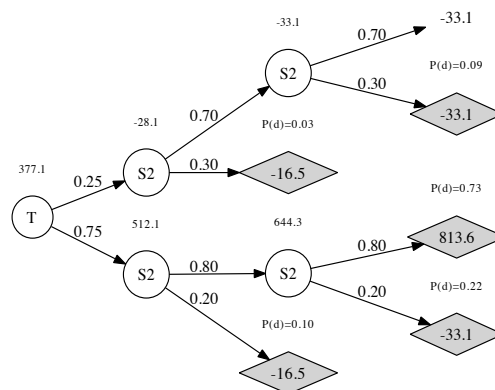 -33.1
0.70
-33.1
P(d)=0.09
S2
0.30
-33.1
-28.1
0.70
P(d)=0.03
377.1
0.25
S2
0.30
-16.5
P(d)=0.73
T
512.1
644.3
0.75
0.80
813.6
S2
0.80
S2
P(d)=0.22
0.20
0.20
P(d)=0.10
-33.1
-16.5